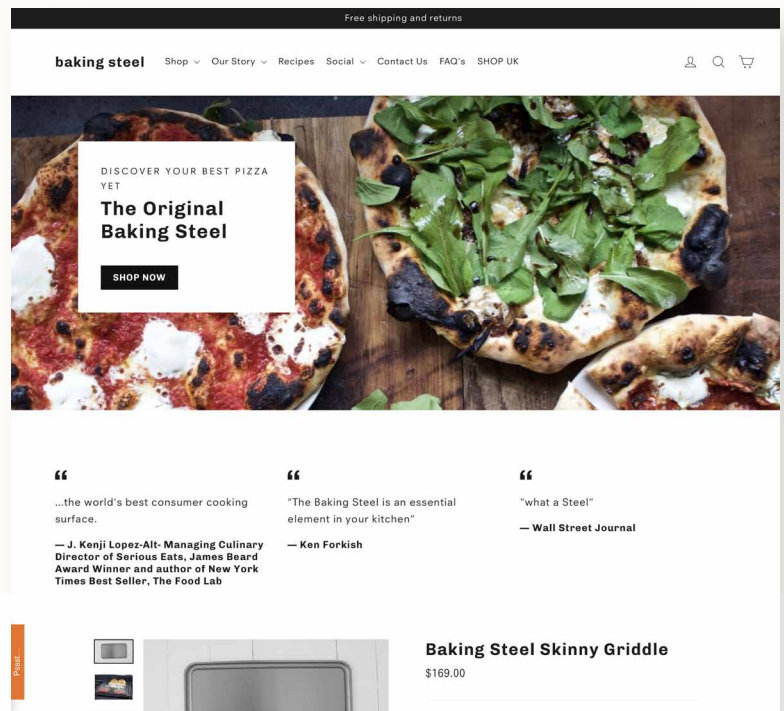 Free shipping and returns
baking steel
Shop Our Story Recipes Social Contact Us FAQ's SHOP UK
DISCOVER YOUR BEST PIZZA
YET
The Original
Baking Steel
SHOP NOW
“
...the world's best consumer cooking
surface.
— J. Kenji Lopez-Alt- Managing Culinary
Director of Serious Eats, James Beard
Award Winner and author of New York
Times Best Seller, The Food Lab
“
"The Baking Steel is an essential
element in your kitchen"
— Ken Forkish
“
"what a Steel"
— Wall Street Journal
Pssst...
Baking Steel Skinny Griddle
$169.00